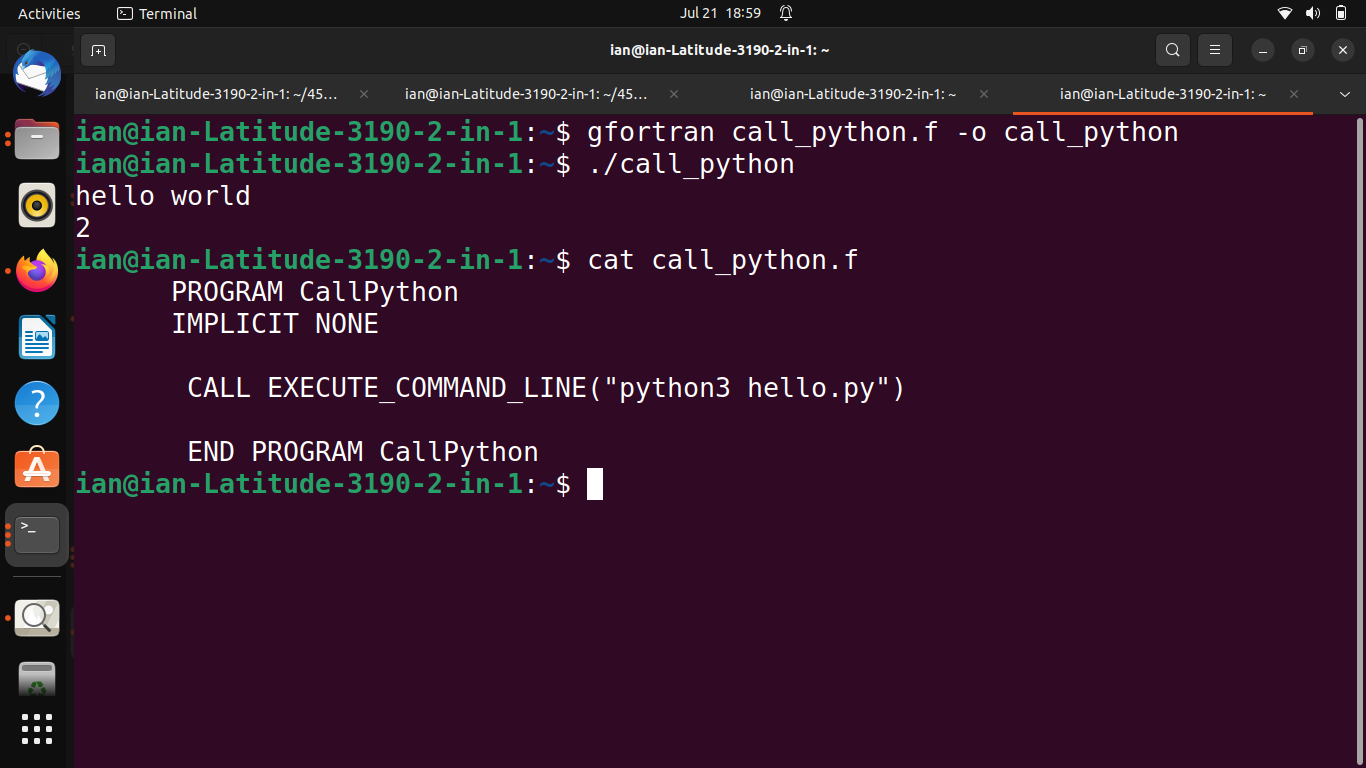 Activities
Terminal
Jul 21 18:59
ian@ian-Latitude-3190-2-in-1: ~
ian@ian-Latitude-3190-2-in-1: ~/45...
ian@ian-Latitude-3190-2-in-1: ~/45...
ian@ian-Latitude-3190-2-in-1: ~
ian@ian-Latitude-3190-2-in-1: ~
ian@ian-Latitude-3190-2-in-1:~$ gfortran call_python.f -o call_python
ian@ian-Latitude-3190-2-in-1:~$ ./call_python
hello world
2
ian@ian-Latitude-3190-2-in-1:~$ cat call_python.f
      PROGRAM CallPython
      IMPLICIT NONE

       CALL EXECUTE_COMMAND_LINE("python3 hello.py")

       END PROGRAM CallPython
ian@ian-Latitude-3190-2-in-1:~$